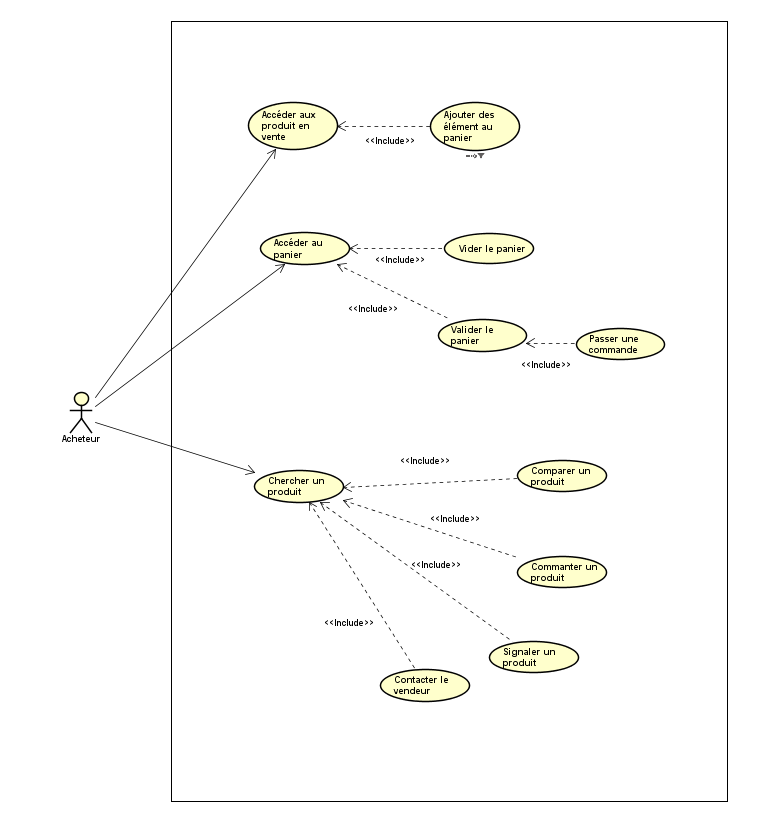 Accéder aux
produit en
vente
<<Include>>
Ajouter des
élément au
panier
Accéder au
panier
<<Include>>
Vider le panier
<<Include>>
Valider le
panier
<<Include>>
Passer une
commande
Acheteur
Chercher un
produit
<<Include>>
Comparer un
produit
<<Include>>
Commanter un
produit
<<Include>>
Signaler un
produit
<<Include>>
Contacter le
vendeur